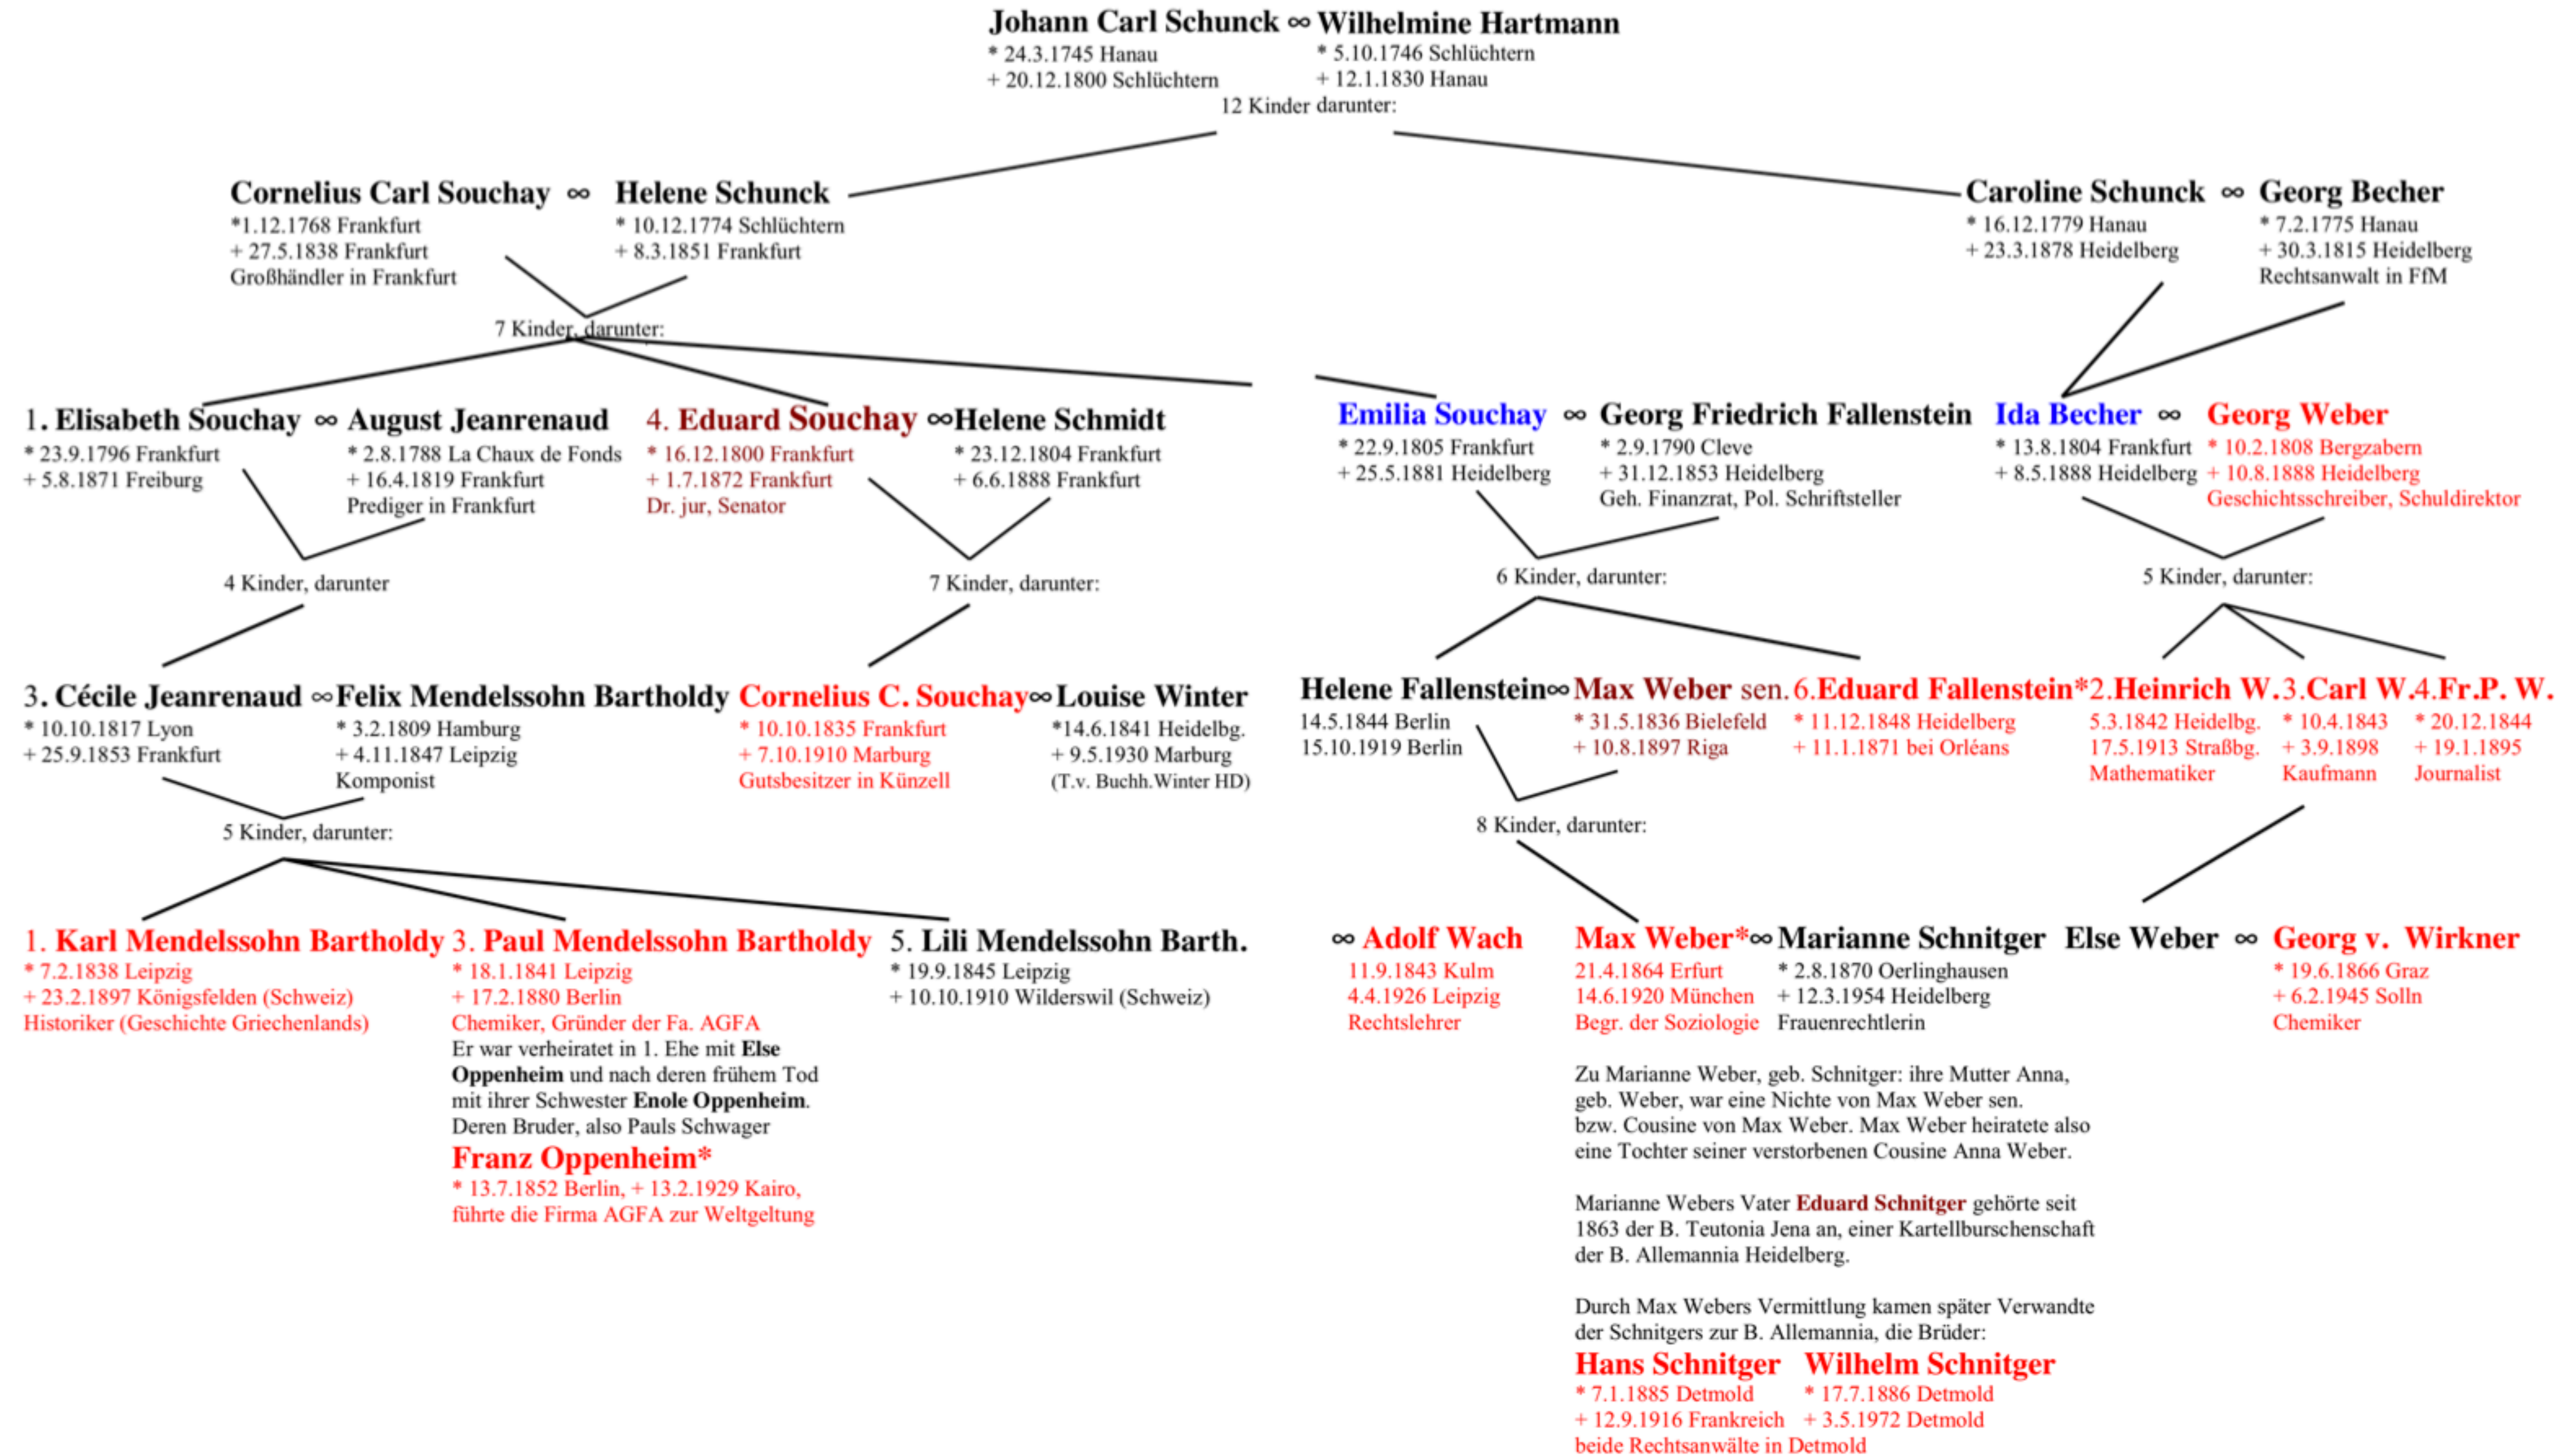 Johann Carl Schunck ∞ Wilhelmine Hartmann
* 24.3.1745 Hanau * 5.10.1746 Schlüchtern
+ 20.12.1800 Schlüchtern + 12.1.1830 Hanau
12 Kinder darunter:
Cornelius Carl Souchay ∞ Helene Schunck
*1.12.1768 Frankfurt * 10.12.1774 Schlüchtern
+ 27.5.1838 Frankfurt + 8.3.1851 Frankfurt
Großhändler in Frankfurt
7 Kinder, darunter:
Caroline Schunck ∞ Georg Becher
* 16.12.1779 Hanau * 7.2.1775 Hanau
+ 23.3.1878 Heidelberg + 30.3.1815 Heidelberg
Rechtsanwalt in FfM
1. Elisabeth Souchay ∞ August Jeanrenaud
* 23.9.1796 Frankfurt * 2.8.1788 La Chaux de Fonds
+ 5.8.1871 Freiburg + 16.4.1819 Frankfurt
Prediger in Frankfurt
4 Kinder, darunter
4. Eduard Souchay ∞Helene Schmidt
* 16.12.1800 Frankfurt * 23.12.1804 Frankfurt
+ 1.7.1872 Frankfurt + 6.6.1888 Frankfurt
Dr. jur, Senator
7 Kinder, darunter:
Emilia Souchay ∞ Georg Friedrich Fallenstein
* 22.9.1805 Frankfurt * 2.9.1790 Cleve
+ 25.5.1881 Heidelberg + 31.12.1853 Heidelberg
Geh. Finanzrat, Pol. Schriftsteller
6 Kinder, darunter:
Ida Becher ∞ Georg Weber
* 13.8.1804 Frankfurt * 10.2.1808 Bergzabern
+ 8.5.1888 Heidelberg + 10.8.1888 Heidelberg
Geschichtsschreiber, Schuldirektor
5 Kinder, darunter:
3. Cécile Jeanrenaud ∞Felix Mendelssohn Bartholdy
* 10.10.1817 Lyon * 3.2.1809 Hamburg
+ 25.9.1853 Frankfurt + 4.11.1847 Leipzig
Komponist
5 Kinder, darunter:
Cornelius C. Souchay∞Louise Winter
* 10.10.1835 Frankfurt *14.6.1841 Heidelbg.
+ 7.10.1910 Marburg + 9.5.1930 Marburg
Gutsbesitzer in Künzell (T.v. Buchh.Winter HD)
Helene Fallenstein∞Max Weber sen. 6.Eduard Fallenstein*
14.5.1844 Berlin * 31.5.1836 Bielefeld * 11.12.1848 Heidelberg
15.10.1919 Berlin + 10.8.1897 Riga + 11.1.1871 bei Orléans
8 Kinder, darunter:
2.Heinrich W.3.Carl W.4.Fr.P. W.
5.3.1842 Heidelbg. * 10.4.1843 * 20.12.1844
17.5.1913 Straßbg. + 3.9.1898 + 19.1.1895
Mathematiker Kaufmann Journalist
1. Karl Mendelssohn Bartholdy
* 7.2.1838 Leipzig
+ 23.2.1897 Königsfelden (Schweiz)
Historiker (Geschichte Griechenlands)
3. Paul Mendelssohn Bartholdy
* 18.1.1841 Leipzig
+ 17.2.1880 Berlin
Chemiker, Gründer der Fa. AGFA
Er war verheiratet in 1. Ehe mit Else
Oppenheim und nach deren frühem Tod
mit ihrer Schwester Enole Oppenheim.
Deren Bruder, also Pauls Schwager
Franz Oppenheim*
* 13.7.1852 Berlin, + 13.2.1929 Kairo,
führte die Firma AGFA zur Weltgeltung
5. Lili Mendelssohn Barth.
* 19.9.1845 Leipzig
+ 10.10.1910 Wilderswil (Schweiz)
∞ Adolf Wach
11.9.1843 Kulm
4.4.1926 Leipzig
Rechtslehrer
Max Weber*∞Marianne Schnitger
21.4.1864 Erfurt * 2.8.1870 Oerlinghausen
14.6.1920 München + 12.3.1954 Heidelberg
Begr. der Soziologie Frauenrechtlerin
Else Weber ∞ Georg v. Wirkner
* 19.6.1866 Graz
+ 6.2.1945 Solln
Chemiker
Zu Marianne Weber, geb. Schnitger: ihre Mutter Anna,
geb. Weber, war eine Nichte von Max Weber sen.
bzw. Cousine von Max Weber. Max Weber heiratete also
eine Tochter seiner verstorbenen Cousine Anna Weber.
Marianne Webers Vater Eduard Schnitger gehörte seit
1863 der B. Teutonia Jena an, einer Kartellburschenschaft
der B. Allemannia Heidelberg.
Durch Max Webers Vermittlung kamen später Verwandte
der Schnitgers zur B. Allemannia, die Brüder:
Hans Schnitger Wilhelm Schnitger
* 7.1.1885 Detmold * 17.7.1886 Detmold
+ 12.9.1916 Frankreich + 3.5.1972 Detmold
beide Rechtsanwälte in Detmold